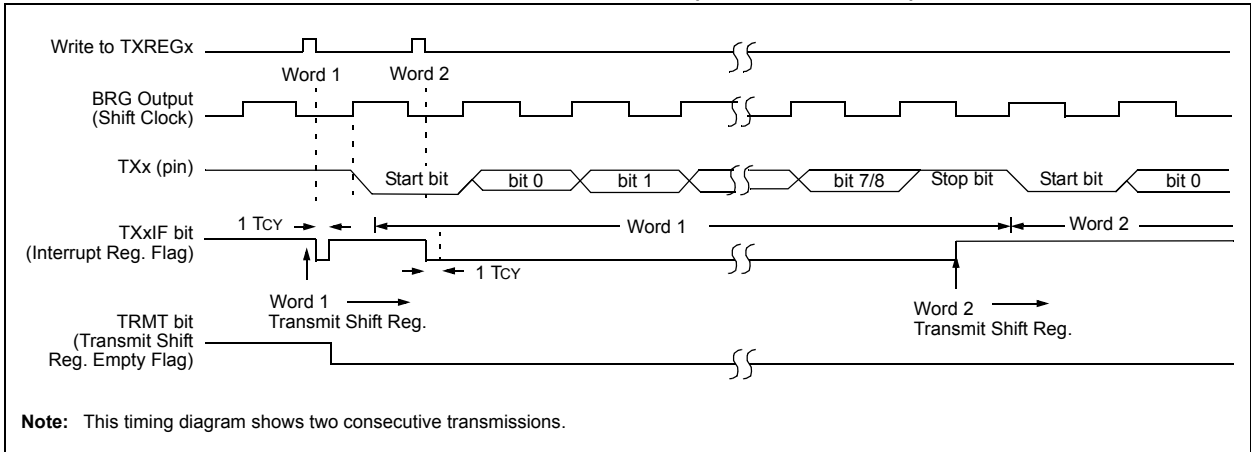 Write to TXREGx
Word 1
Word 2
BRG Output
(Shift Clock)
TXx (pin)
Start bit
bit 0
bit 1
bit 7/8
Stop bit
Start bit
bit 0
1 TCY
TXxIF bit
(Interrupt Reg. Flag)
Word 1
Word 2
1 TCY
Word 1
Transmit Shift Reg.
Word 2
Transmit Shift Reg.
TRMT bit
(Transmit Shift
Reg. Empty Flag)
Note: This timing diagram shows two consecutive transmissions.